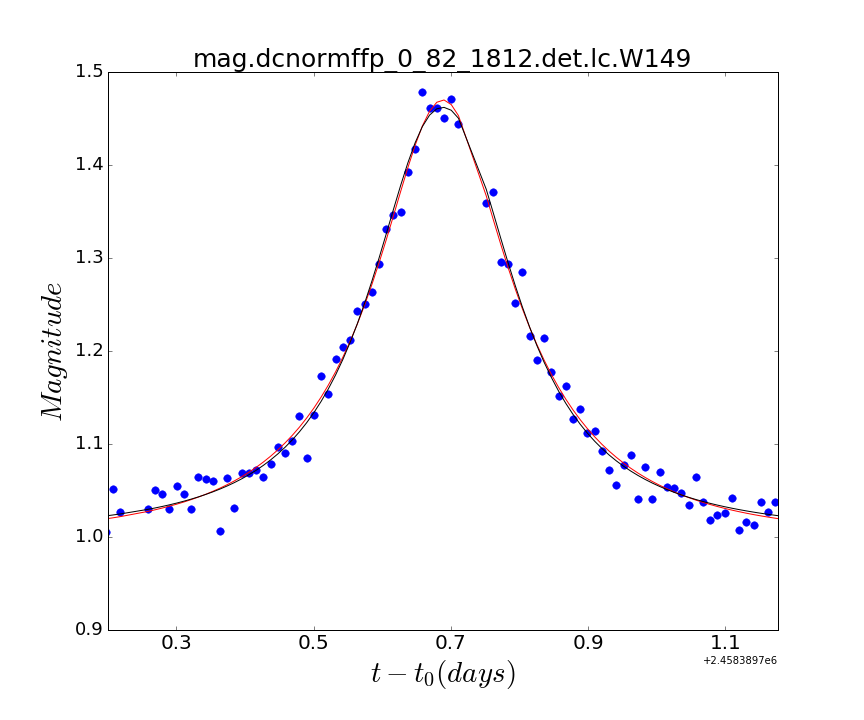 mag.dcnormffp_0_82_1812.det.lc.W149
1.5
1.4
1.3
1.2
1.1
1.0
0.9
Magnitude
0.3 0.5 0.7 0.9 1.1
+2.4583897e6
t − t₀(days)